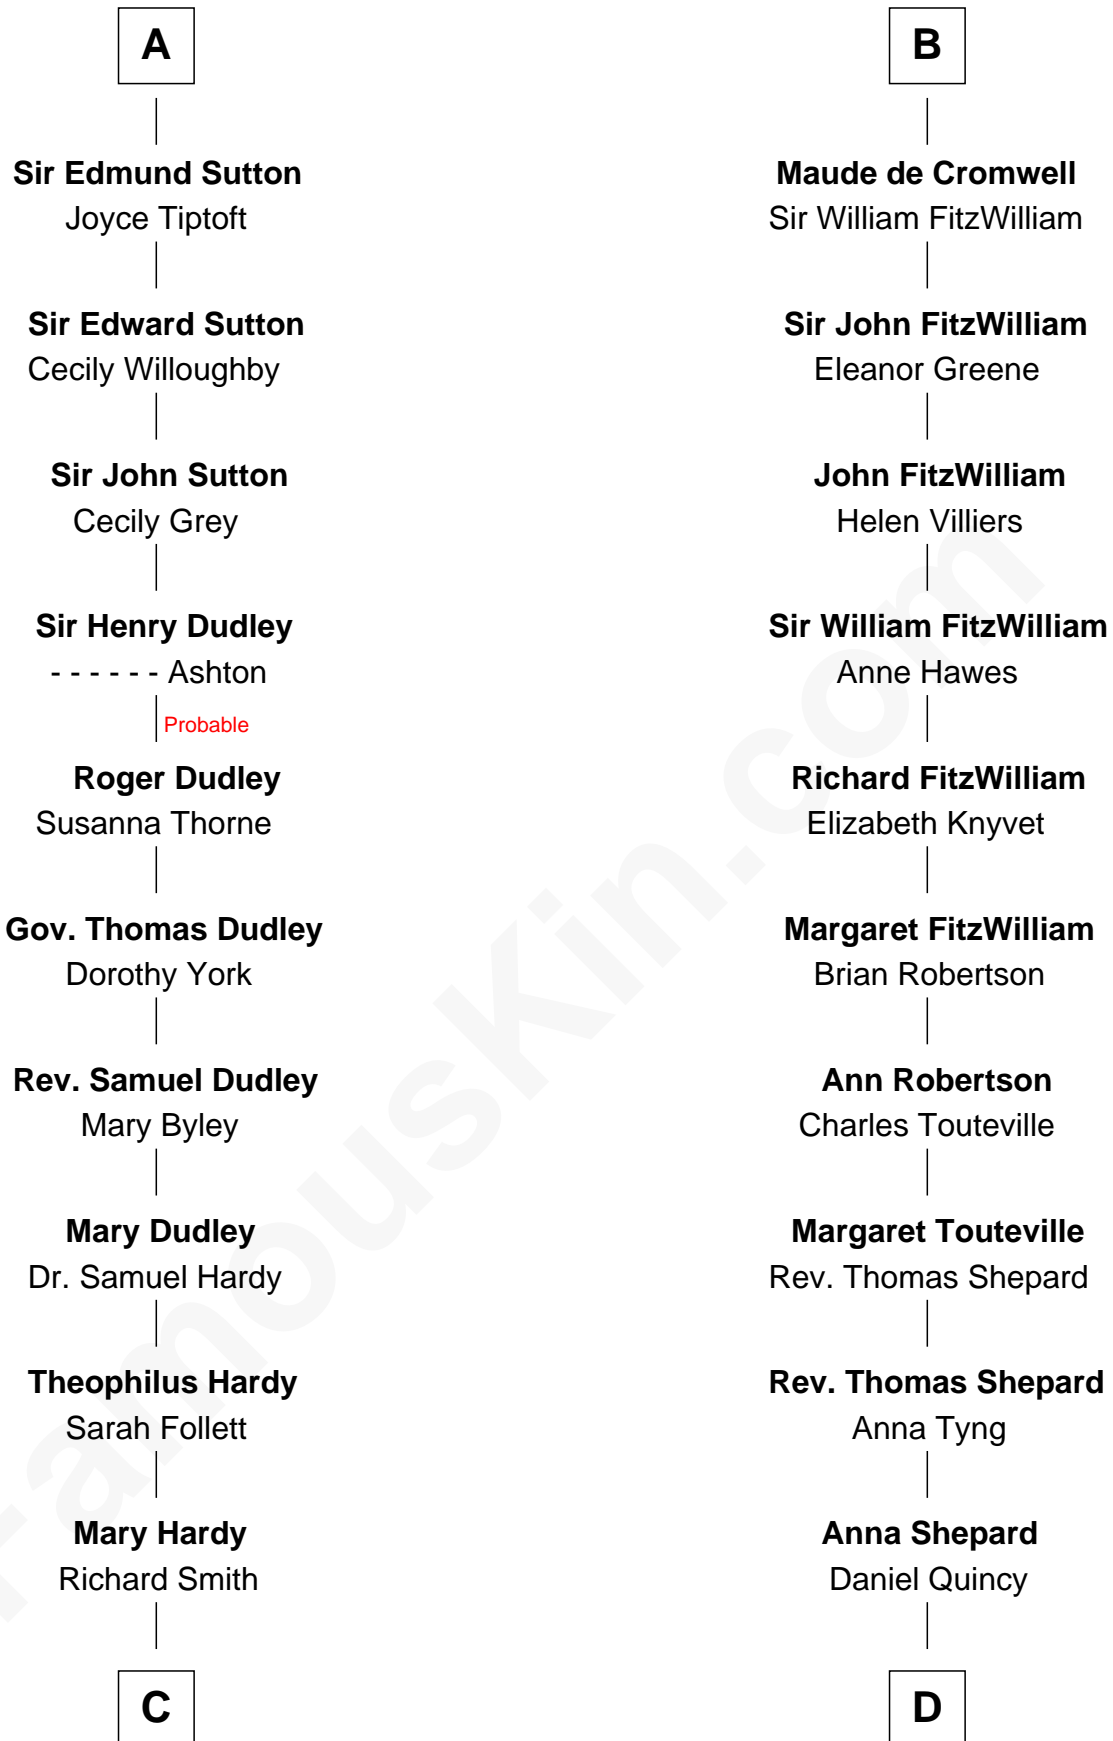 A
Sir Edmund Sutton
Joyce Tiptoft
Sir Edward Sutton
Cecily Willoughby
Sir John Sutton
Cecily Grey
Sir Henry Dudley
- - - - - - Ashton
Probable
Roger Dudley
Susanna Thorne
Gov. Thomas Dudley
Dorothy York
Rev. Samuel Dudley
Mary Byley
Mary Dudley
Dr. Samuel Hardy
Theophilus Hardy
Sarah Follett
Mary Hardy
Richard Smith
C
B
Maude de Cromwell
Sir William FitzWilliam
Sir John FitzWilliam
Eleanor Greene
John FitzWilliam
Helen Villiers
Sir William FitzWilliam
Anne Hawes
Richard FitzWilliam
Elizabeth Knyvet
Margaret FitzWilliam
Brian Robertson
Ann Robertson
Charles Touteville
Margaret Touteville
Rev. Thomas Shepard
Rev. Thomas Shepard
Anna Tyng
Anna Shepard
Daniel Quincy
D
FamousKin.com